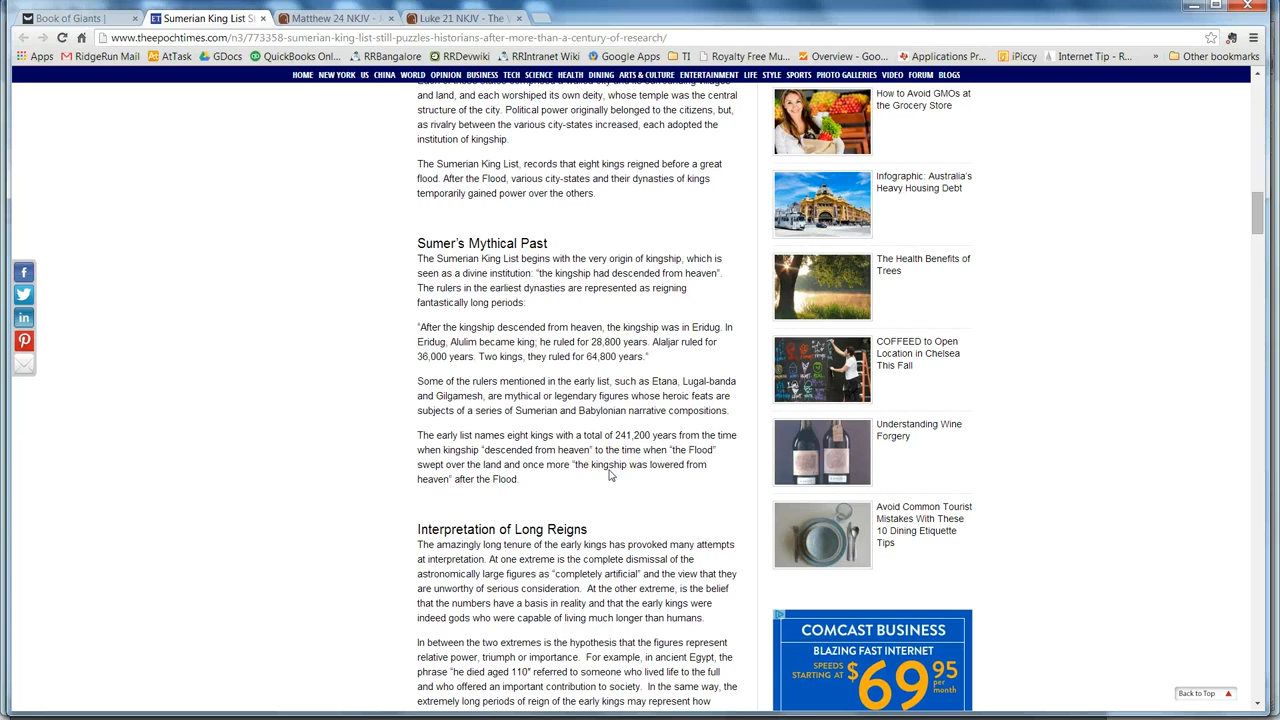 Book of Giants |
Sumerian King List S
Matthew 24 NKJV - J
Luke 21 NKJV - The W
www.theepochtimes.com/n3/773358-sumerian-king-list-still-puzzles-historians-after-more-than-a-century-of-research/
Apps
RidgeRun Mail
AtTask
GDocs
QuickBooks Onl...
RRBangalore
RRDevwiki
RRIntranet Wiki
Google Apps
TI
Royalty Free Mu...
Overview - Goo...
Applications Pr...
iPiccy
Internet Tip - R...
»
Other bookmarks
HOME NEW YORK US CHINA WORLD OPINION BUSINESS TECH SCIENCE HEALTH DINING ARTS & CULTURE ENTERTAINMENT LIFE STYLE SPORTS PHOTO GALLERIES VIDEO FORUM BLOGS
and land, and each worshiped its own deity, whose temple was the central
structure of the city. Political power originally belonged to the citizens, but,
as rivalry between the various city-states increased, each adopted the
institution of kingship.
The Sumerian King List, records that eight kings reigned before a great
flood. After the Flood, various city-states and their dynasties of kings
temporarily gained power over the others.
Sumer's Mythical Past
The Sumerian King List begins with the very origin of kingship, which is
seen as a divine institution: "the kingship had descended from heaven".
The rulers in the earliest dynasties are represented as reigning
fantastically long periods:
"After the kingship descended from heaven, the kingship was in Eridug. In
Eridug, Alulim became king; he ruled for 28,800 years. Alaljar ruled for
36,000 years. Two kings; they ruled for 64,800 years."
Some of the rulers mentioned in the early list, such as Etana, Lugal-banda
and Gilgamesh, are mythical or legendary figures whose heroic feats are
subjects of a series of Sumerian and Babylonian narrative compositions.
The early list names eight kings with a total of 241,200 years from the time
when kingship "descended from heaven" to the time when "the Flood"
swept over the land and once more "the kingship was lowered from
heaven" after the Flood.
Interpretation of Long Reigns
The amazingly long tenure of the early kings has provoked many attempts
at interpretation. At one extreme is the complete dismissal of the
astronomically large figures as "completely artificial" and the view that they
are unworthy of serious consideration. At the other extreme, is the belief
that the numbers have a basis in reality and that the early kings were
indeed gods who were capable of living much longer than humans.
In between the two extremes is the hypothesis that the figures represent
relative power, triumph or importance. For example, in ancient Egypt, the
phrase "he died aged 110" referred to someone who lived life to the full
and who offered an important contribution to society. In the same way, the
extremely long periods of reign of the early kings may represent how
How to Avoid GMOs at
the Grocery Store
Infographic: Australia's
Heavy Housing Debt
The Health Benefits of
Trees
COFFEED to Open
Location in Chelsea
This Fall
Understanding Wine
Forgery
Avoid Common Tourist
Mistakes With These
10 Dining Etiquette
Tips
COMCAST BUSINESS
BLAZING FAST INTERNET
SPEEDS
STARTING AT
$69 95
per
month
Back to Top